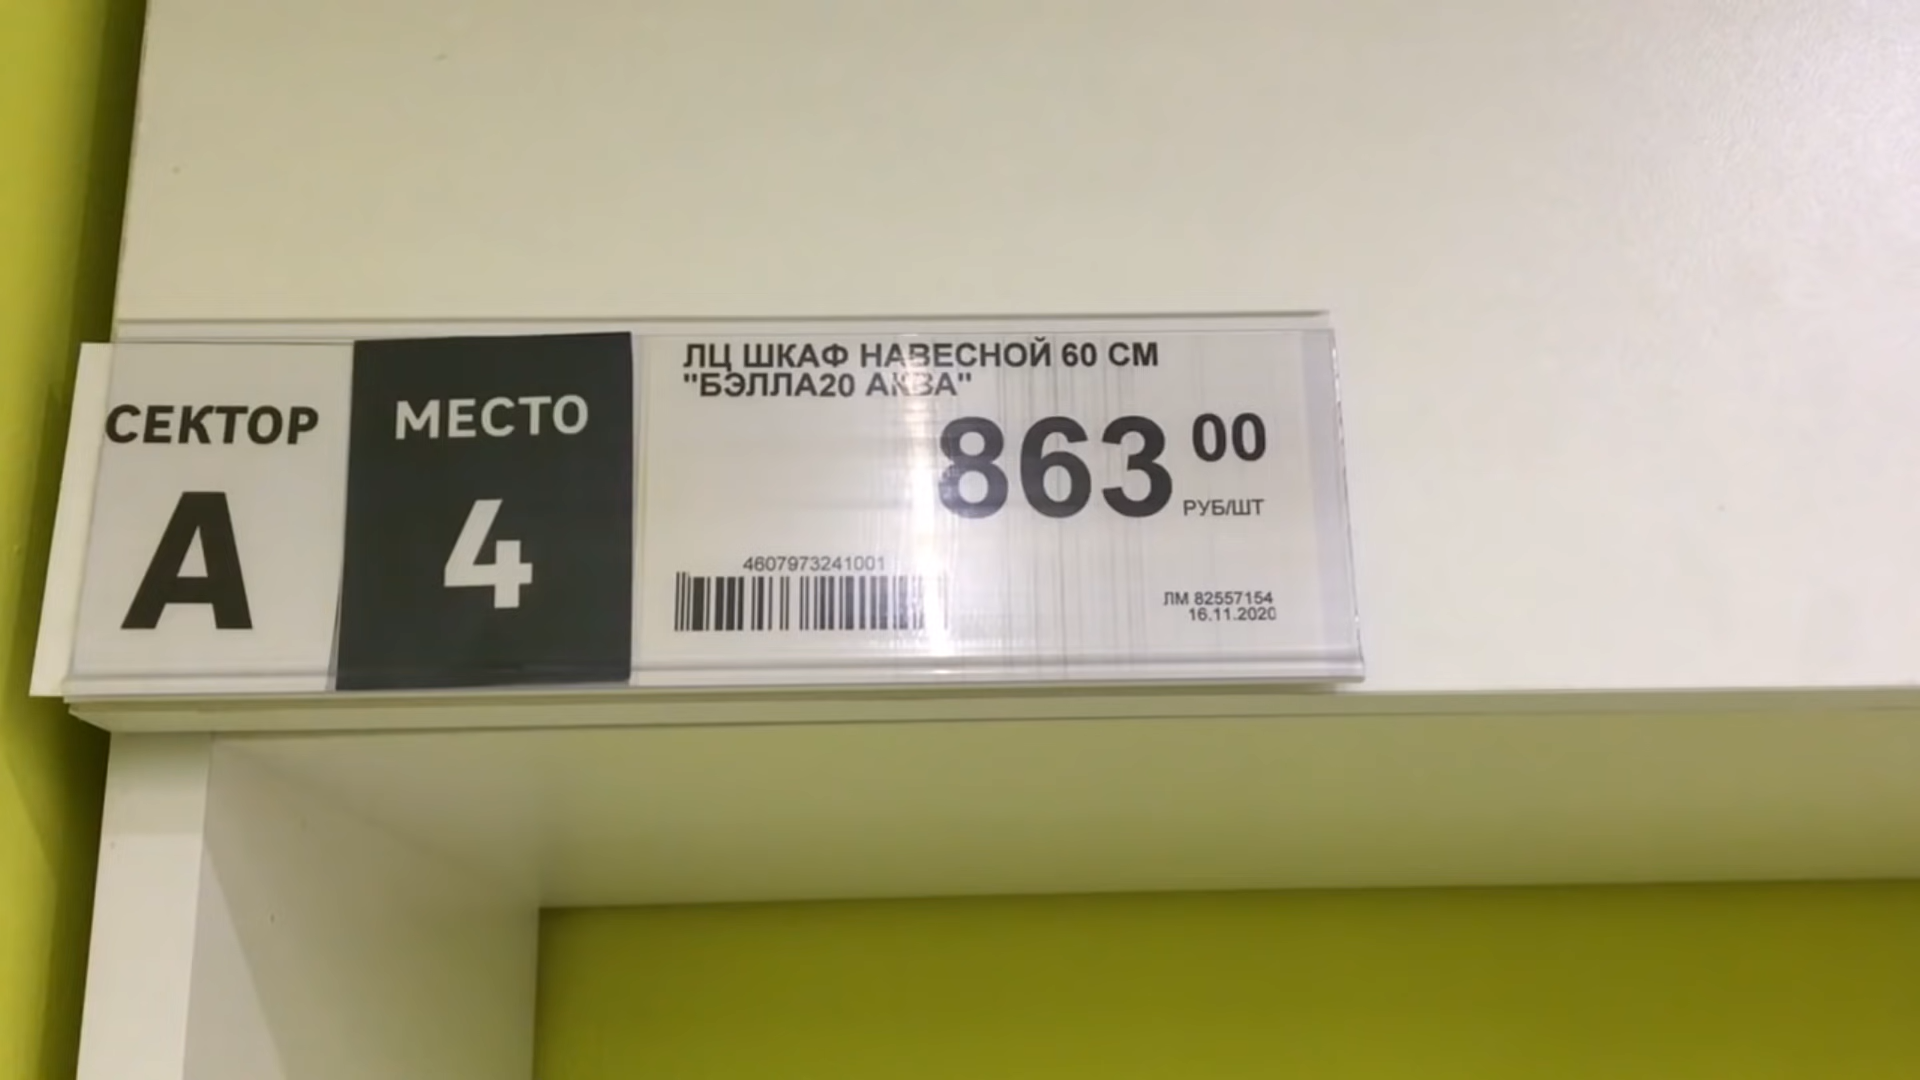 СЕКТОР
А
МЕСТО
4
ЛЦ ШКАФ НАВЕСНОЙ 60 СМ
"БЭЛЛА20 АКВА"
863 00
РУБ/ШТ
4607973241001
ЛМ 82557154
16.11.2020